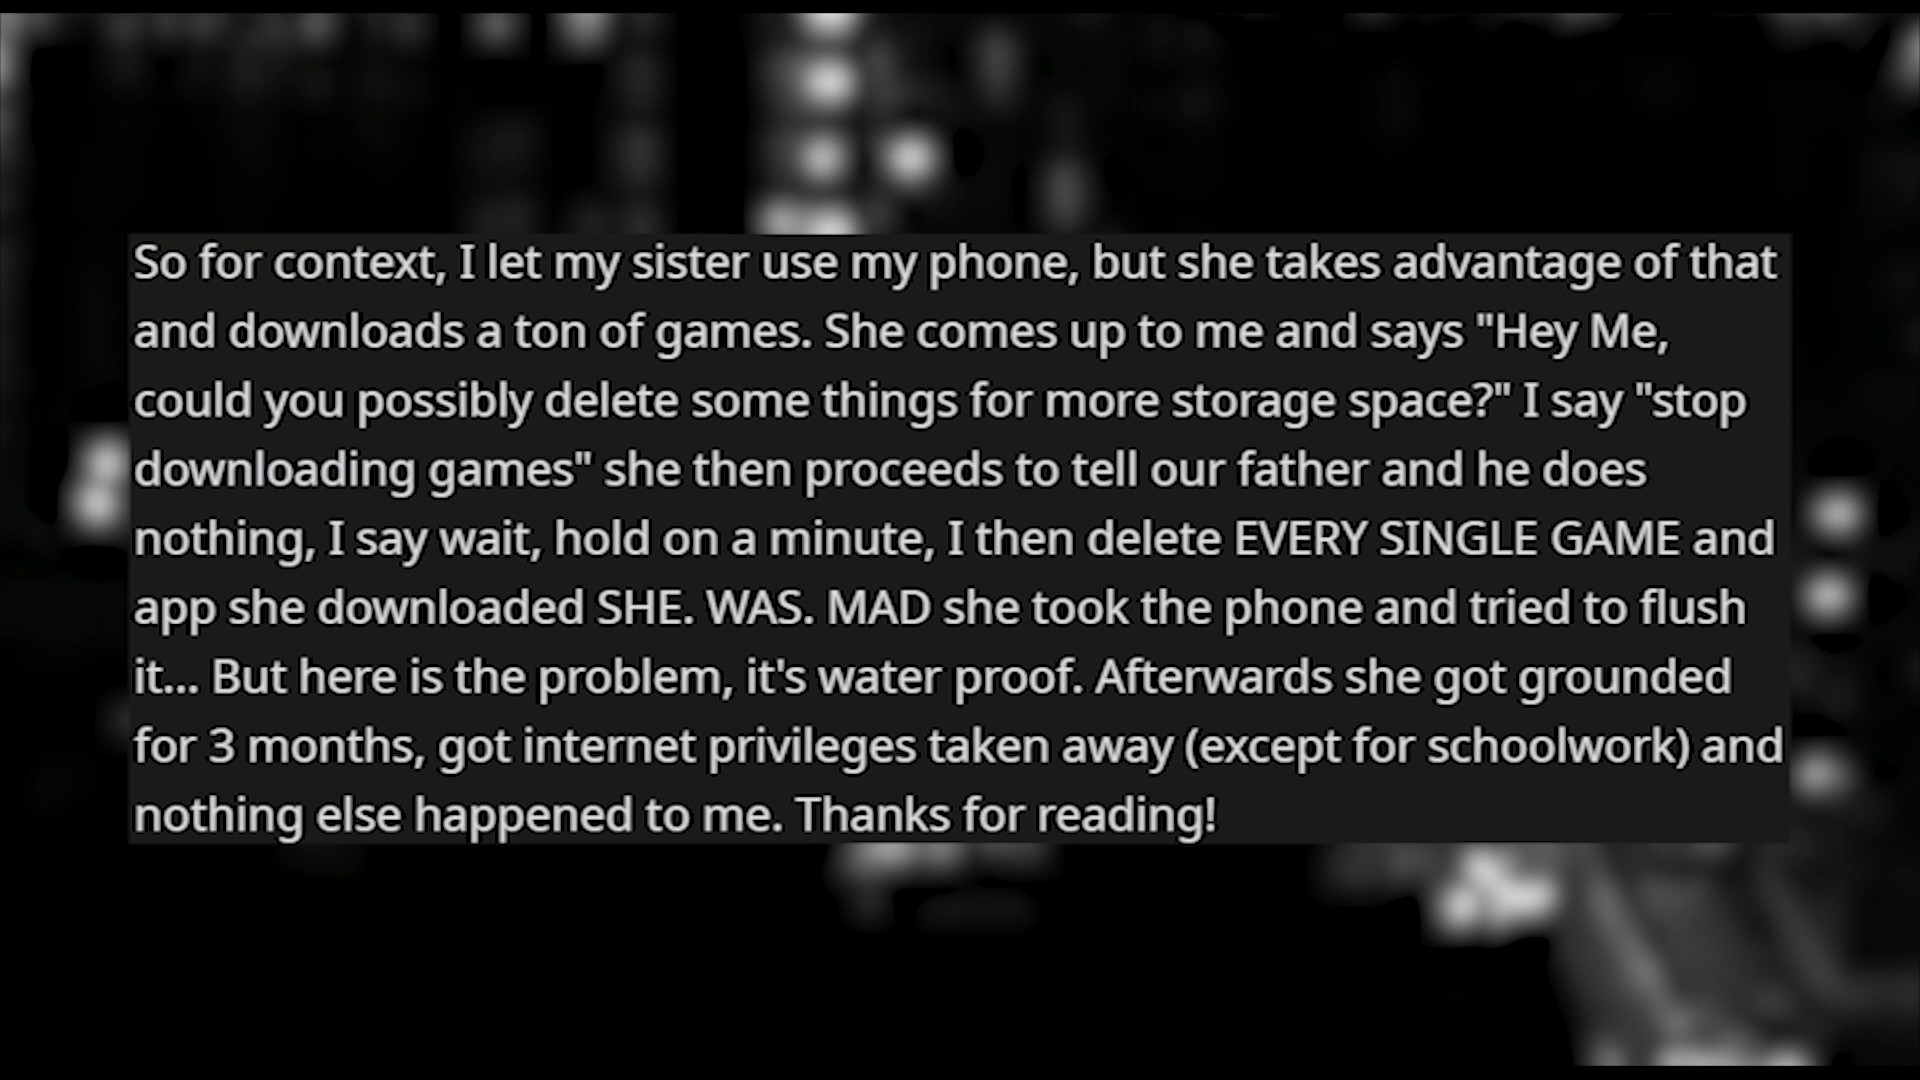 So for context, I let my sister use my phone, but she takes advantage of that
and downloads a ton of games. She comes up to me and says "Hey Me,
could you possibly delete some things for more storage space?" I say "stop
downloading games" she then proceeds to tell our father and he does
nothing, I say wait, hold on a minute, I then delete EVERY SINGLE GAME and
app she downloaded SHE. WAS. MAD she took the phone and tried to flush
it... But here is the problem, it's water proof. Afterwards she got grounded
for 3 months, got internet privileges taken away (except for schoolwork) and
nothing else happened to me. Thanks for reading!